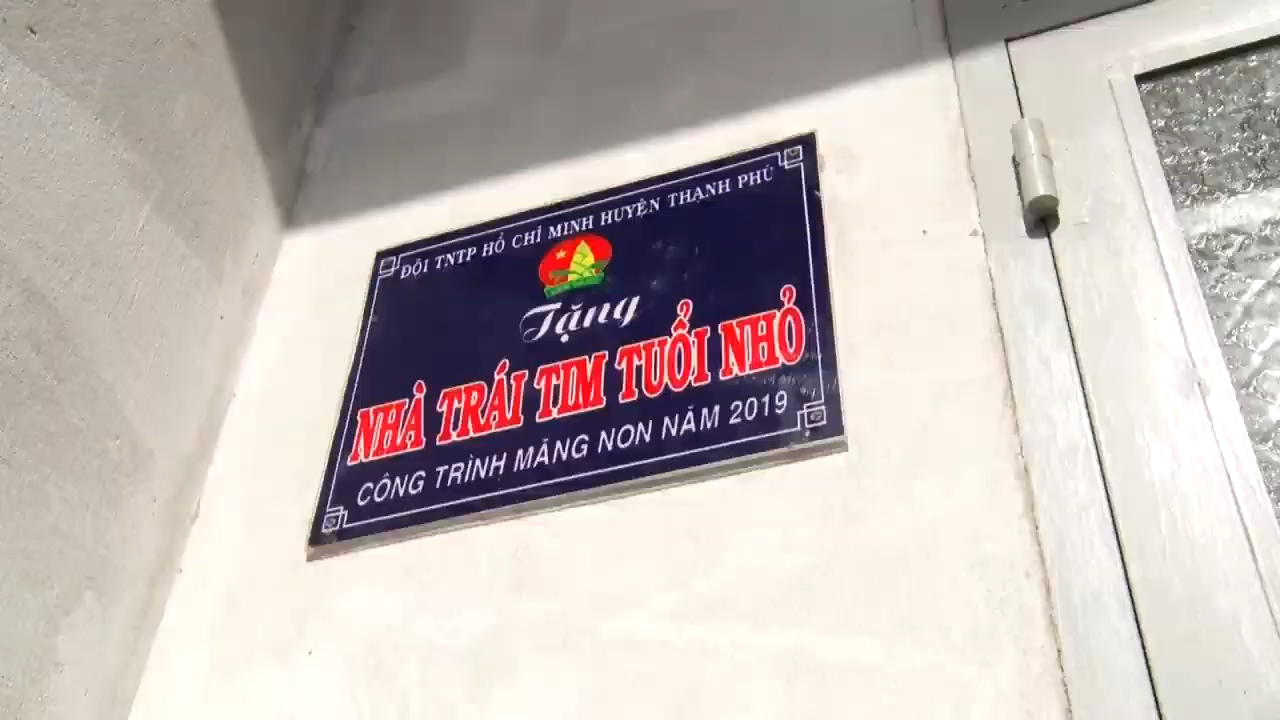 ĐỘI TNTP HỒ CHÍ MINH HUYỆN THẠNH PHÚ
Tặng
NHÀ TRÁI TIM TUỔI NHỎ
CÔNG TRÌNH MĂNG NON NĂM 2019